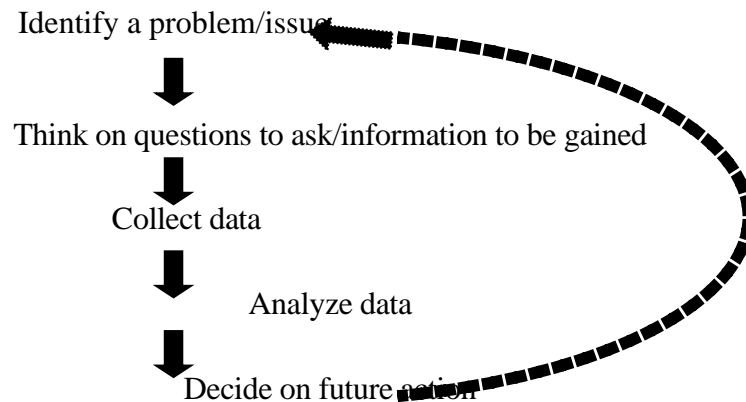 Identify a problem/issue
Think on questions to ask/information to be gained
Collect data
Analyze data
Decide on future action